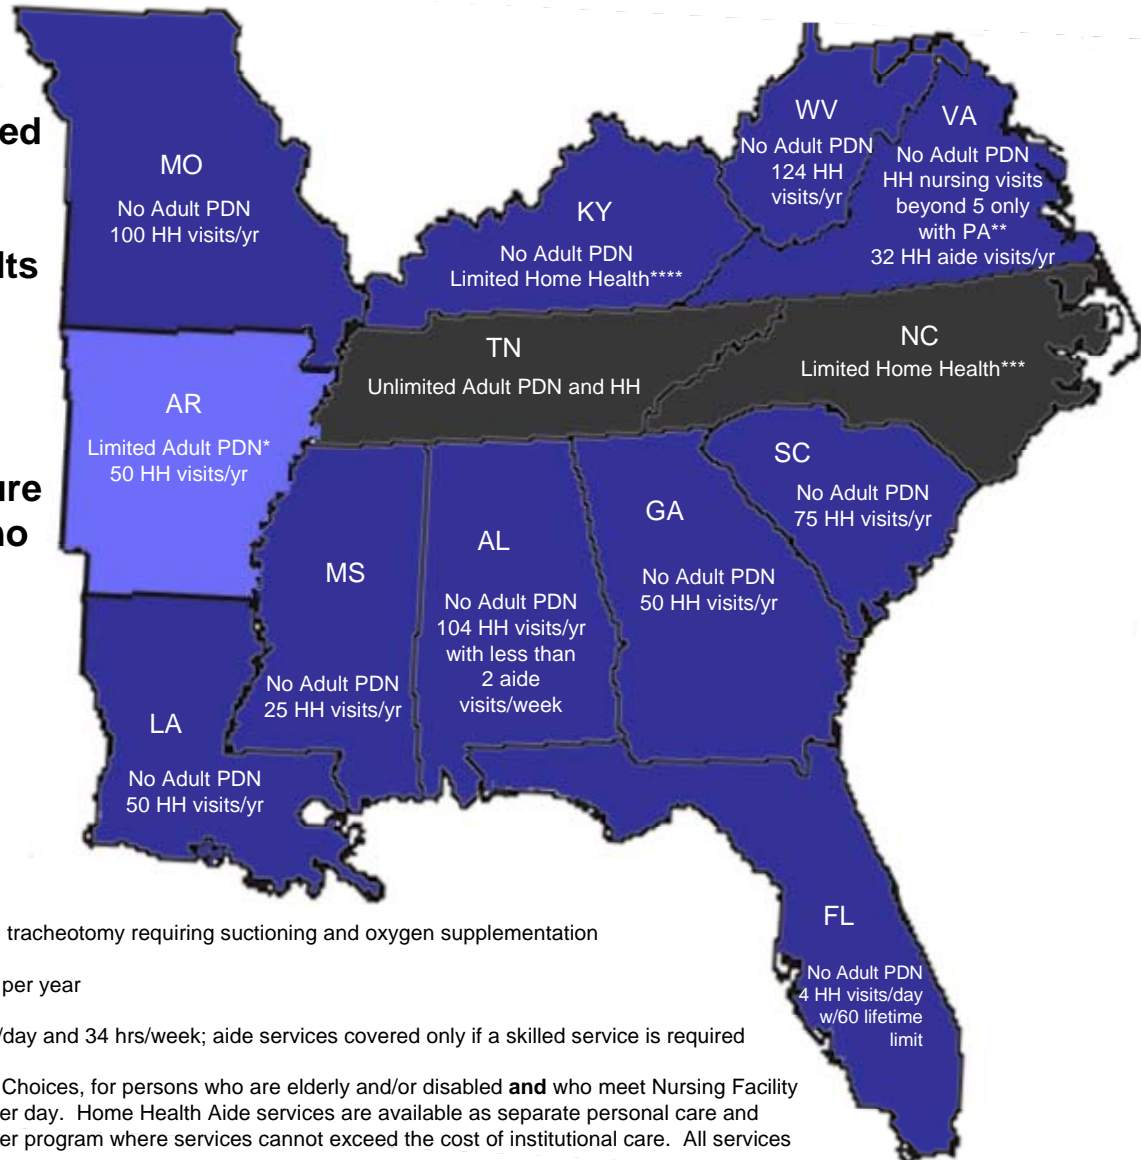 ed
lts
ure
no
MO
No Adult PDN
100 HH visits/yr
KY
No Adult PDN
Limited Home Health****
WV
No Adult PDN
124 HH
visits/yr
VA
No Adult PDN
HH nursing visits
beyond 5 only
with PA**
32 HH aide visits/yr
AR
Limited Adult PDN*
50 HH visits/yr
TN
Unlimited Adult PDN and HH
NC
Limited Home Health***
SC
No Adult PDN
75 HH visits/yr
GA
No Adult PDN
50 HH visits/yr
AL
No Adult PDN
104 HH visits/yr
with less than
2 aide
visits/week
MS
No Adult PDN
25 HH visits/yr
LA
No Adult PDN
50 HH visits/yr
FL
No Adult PDN
4 HH visits/day
w/60 lifetime
limit
tracheotomy requiring suctioning and oxygen supplementation
per year
/day and 34 hrs/week; aide services covered only if a skilled service is required
Choices, for persons who are elderly and/or disabled and who meet Nursing Facility
er day. Home Health Aide services are available as separate personal care and
er program where services cannot exceed the cost of institutional care. All services